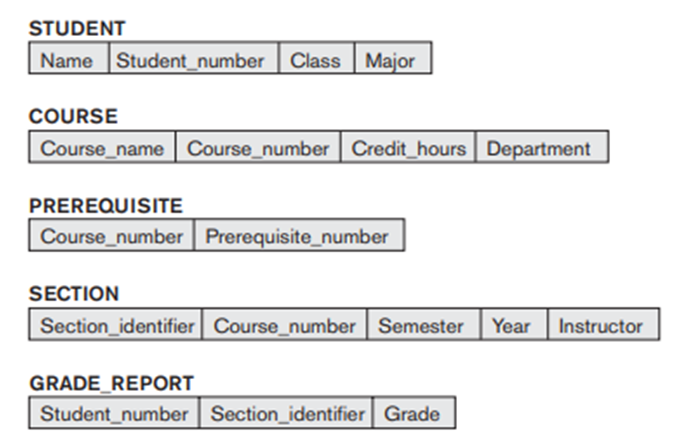 STUDENT
Name Student_number Class Major
COURSE
Course_name Course_number Credit_hours Department
PREREQUISITE
Course_number Prerequisite_number
SECTION
Section_identifier Course_number Semester Year Instructor
GRADE_REPORT
Student_number Section_identifier Grade